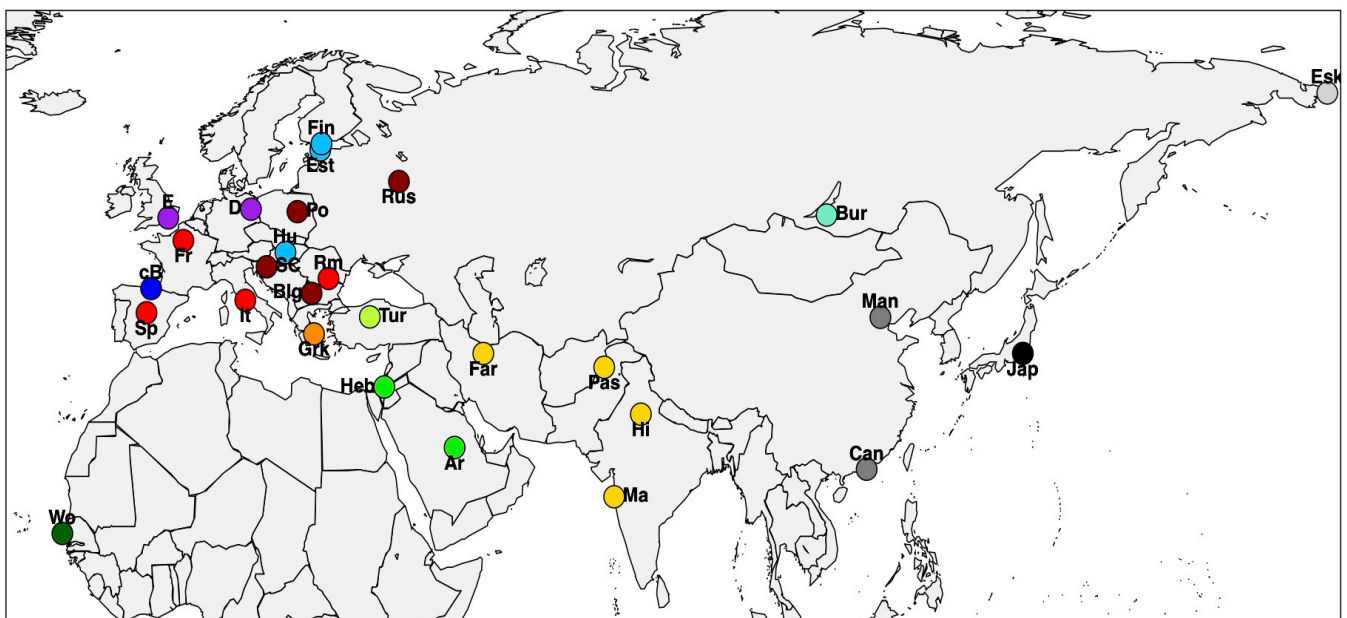 Esk
Fin
Est
Rus
E
D
Po
Bur
Fr
Hu
SC
Rm
cB
Blg
It
Sp
Tur
Grk
Man
Far
Pas
Jap
Heb
Hi
Ar
Can
Ma
Wo